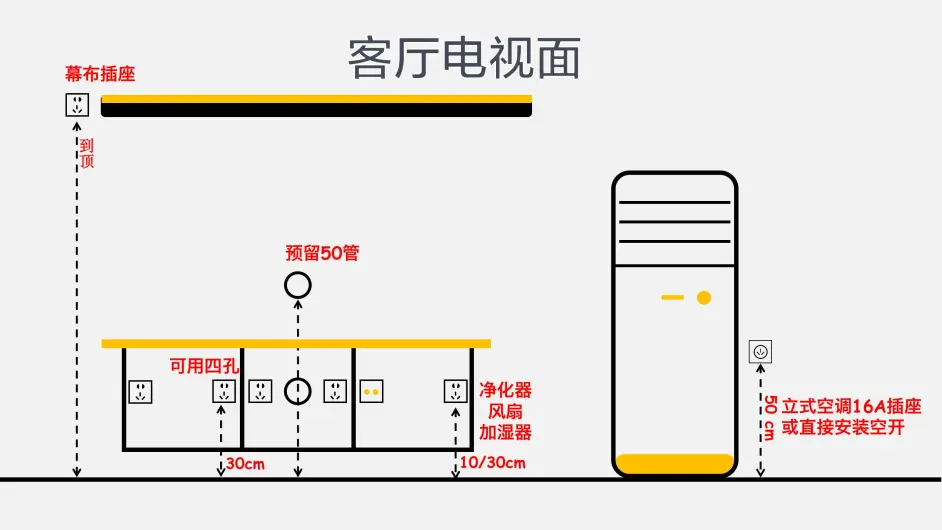 客厅电视面
幕布插座
到
顶
预留50管
可用四孔
净化器
风扇
加湿器
30cm
10/30cm
50 cm
立式空调16A插座
或直接安装空开